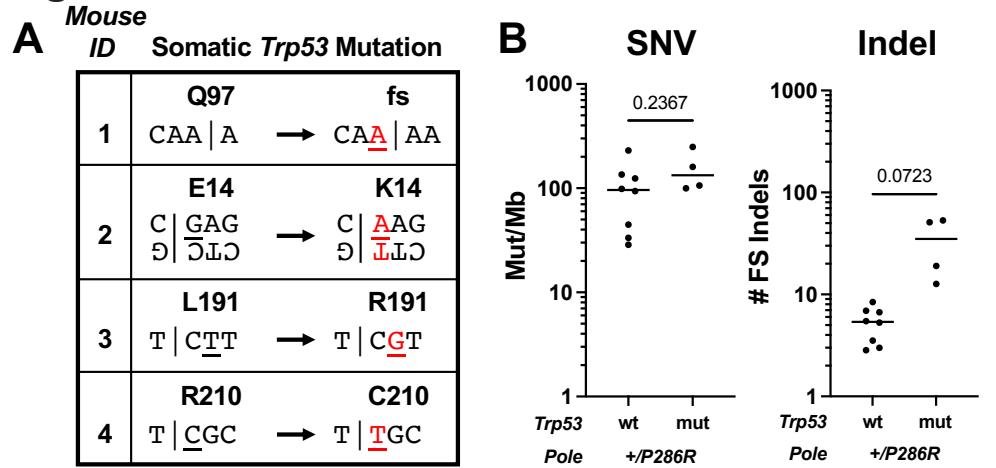 A
Mouse
ID Somatic Trp53 Mutation
1
Q97 fs
CAA|A → CAA|AA
2
E14 K14
C|GAG → C|AAG
G|CTC G|TTC
3
L191 R191
T|CTT → T|CGT
4
R210 C210
T|CGC → T|TGC
B
SNV
Mut/Mb
1000
100
10
1
0.2367
Trp53 wt mut
Pole +/P286R
Indel
# FS Indels
1000
100
10
1
0.0723
Trp53 wt mut
Pole +/P286R